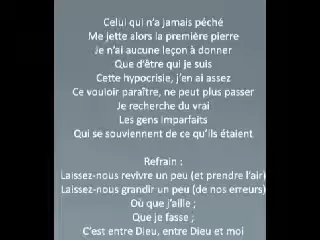 Celui qui n'a jamais péché
Me jette alors la première pierre
Je n'ai aucune leçon à donner
Que d'être qui je suis
Cette hypocrisie, j'en ai assez
Ce vouloir paraître, ne peut plus passer
Je recherche du vrai
Les gens imparfaits
Qui se souviennent de ce qu'ils étaient
Refrain :
Laissez-nous revivre un peu (et prendre l'air)
Laissez-nous grandir un peu (de nos erreurs)
Où que j'aille ;
Que je fasse ;
C'est entre Dieu, entre Dieu et moi